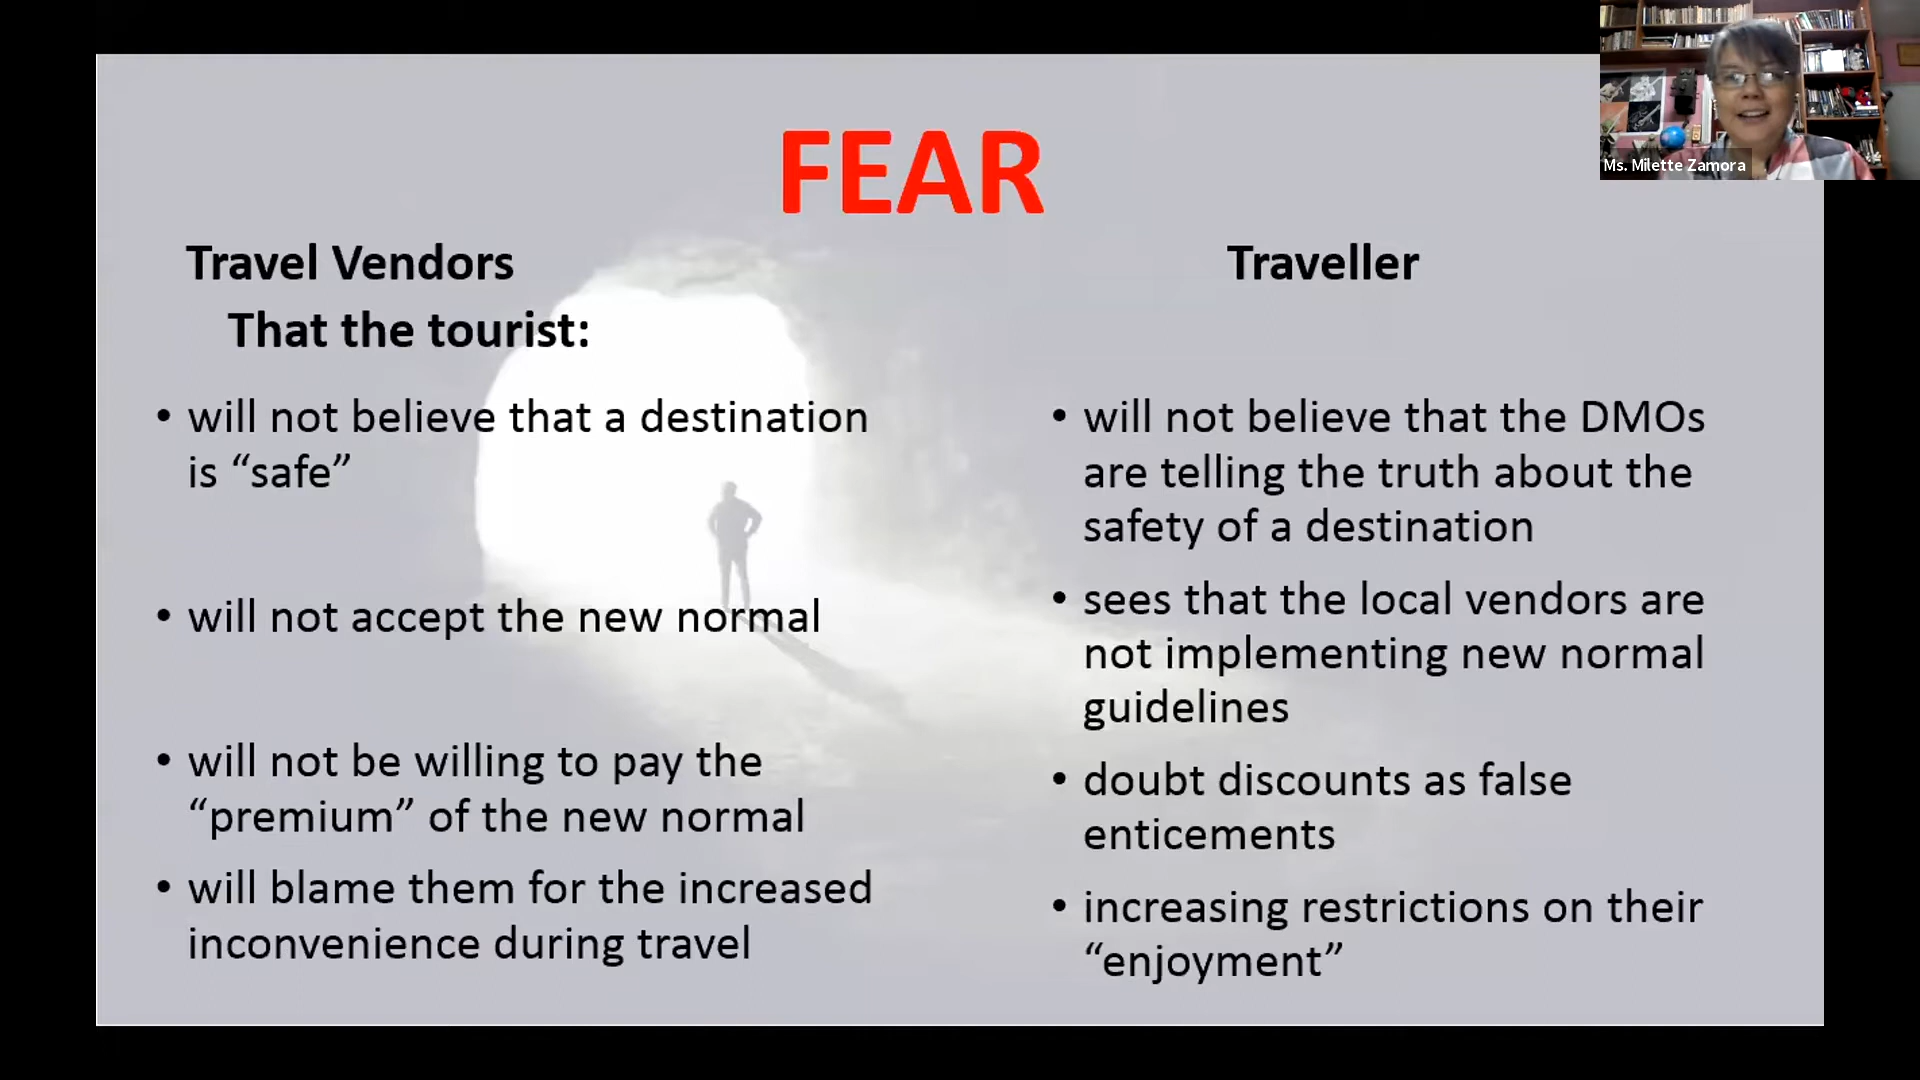 FEAR
Travel Vendors
That the tourist:
• will not believe that a destination
is “safe”
• will not accept the new normal
• will not be willing to pay the
“premium” of the new normal
• will blame them for the increased
inconvenience during travel
Traveller
• will not believe that the DMOs
are telling the truth about the
safety of a destination
• sees that the local vendors are
not implementing new normal
guidelines
• doubt discounts as false
enticements
• increasing restrictions on their
“enjoyment”
Ms. Milette Zamora